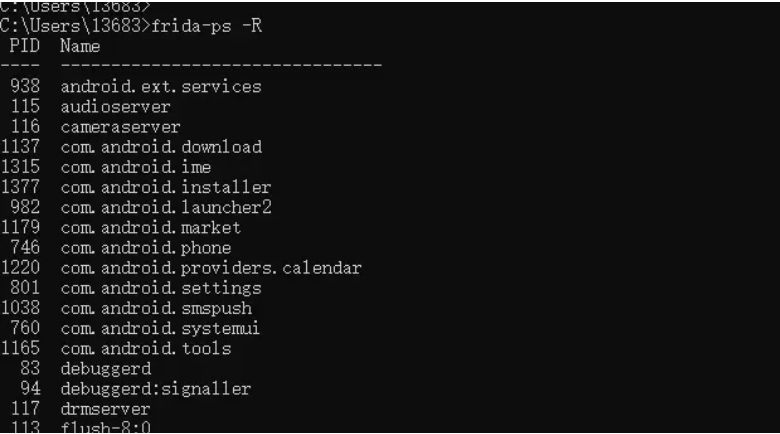 C:\Users\13683>
C:\Users\13683>frida-ps -R
PID  Name
----  --------------------------------
938  android.ext.services
115  audioserver
116  cameraserver
1137  com.android.download
1315  com.android.ime
1377  com.android.installer
982  com.android.launcher2
1179  com.android.market
746  com.android.phone
1220  com.android.providers.calendar
801  com.android.settings
1038  com.android.smspush
760  com.android.systemui
1165  com.android.tools
83  debuggerd
94  debuggerd:signaller
117  drmserver
113  flush-8:0